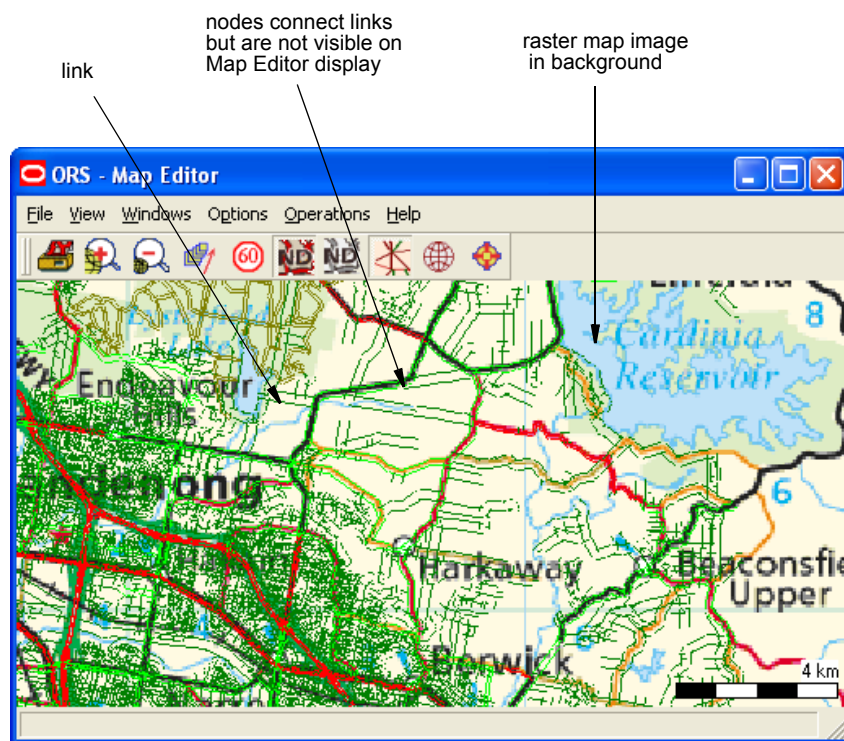 nodes connect links
but are not visible on
Map Editor display
raster map image
in background
link
ORS - Map Editor
File View Windows Options Operations Help
60 ND ND
8
Cardinia
Reservoir
Lake
Endeavour
Hills
6
Harkaway
Beaconsfie
Upper
6
Berwick
4 km